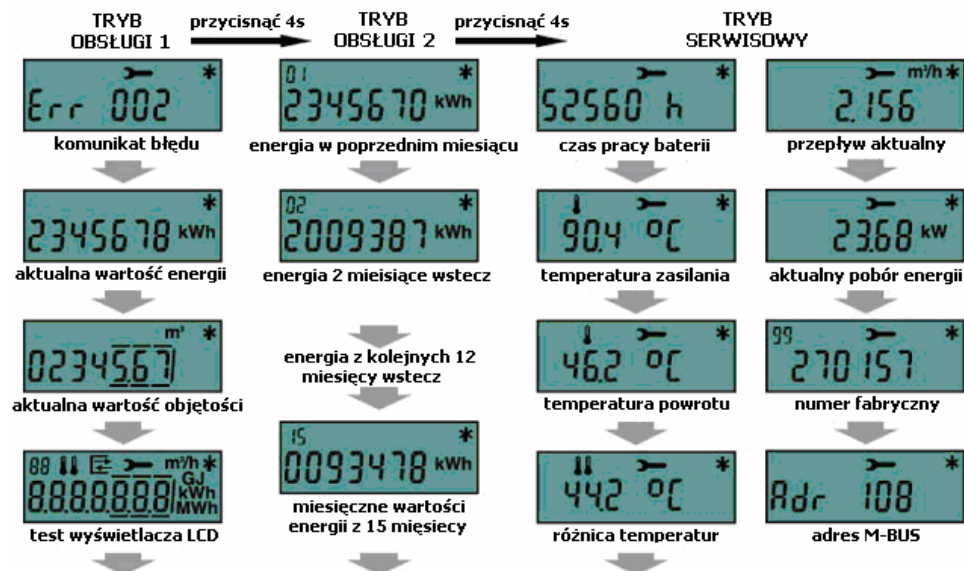 TRYB
OBSŁUGI 1
przycisnąć 4s
TRYB
OBSŁUGI 2
przycisnąć 4s
TRYB
SERWISOWY
Err 002
komunikat błędu
2345678 kWh
aktualna wartość energii
m³
01234567
aktualna wartość objętości
88 m³/h
8.8.8.8.8.8.8 GJ kWh MWh
test wyświetlacza LCD
01
2345670 kWh
energia w poprzednim miesiącu
02
2009387 kWh
energia 2 mieisiące wstecz
energia z kolejnych 12
miesięcy wstecz
15
0093478 kWh
miesięczne wartości
energii z 15 mięsiecy
52560 h
czas pracy baterii
90.4 °C
temperatura zasilania
46.2 °C
temperatura powrotu
44.2 °C
różnica temperatur
m³/h
2.156
przepływ aktualny
23.68 kW
aktualny pobór energii
99
270157
numer fabryczny
Adr 108
adres M-BUS